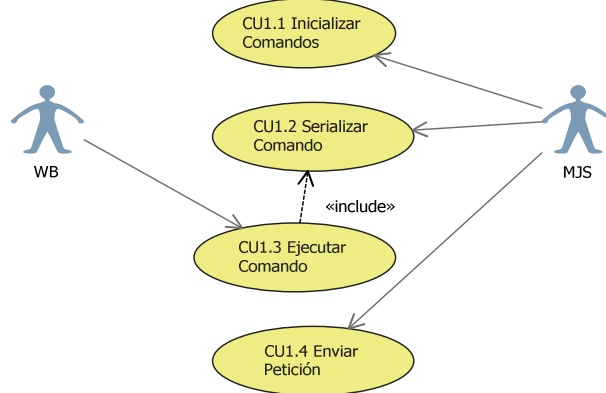 CU1.1 Inicializar
Comandos
CU1.2 Serializar
Comando
WB
MJS
«include»
CU1.3 Ejecutar
Comando
CU1.4 Enviar
Petición